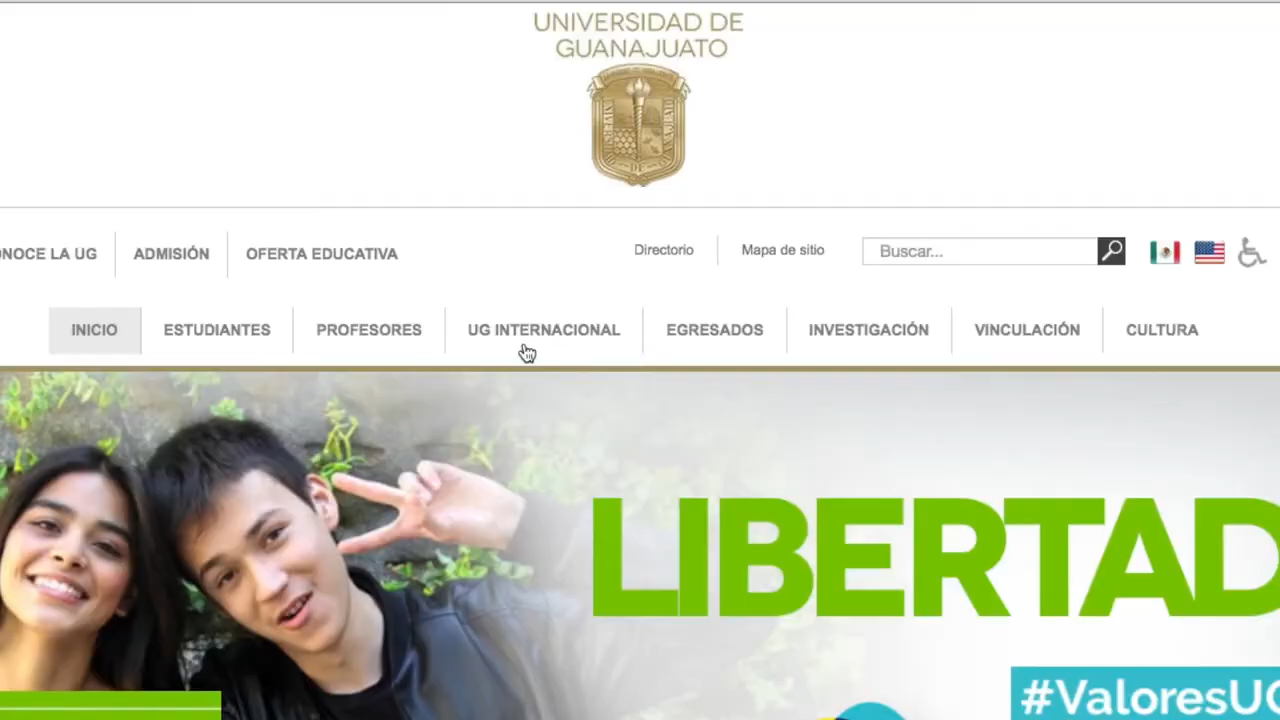 UNIVERSIDAD DE
GUANAJUATO
ONOCE LA UG
ADMISIÓN
OFERTA EDUCATIVA
Directorio
Mapa de sitio
Buscar...
INICIO
ESTUDIANTES
PROFESORES
UG INTERNACIONAL
EGRESADOS
INVESTIGACIÓN
VINCULACIÓN
CULTURA
LIBERTAD
#ValoresUG